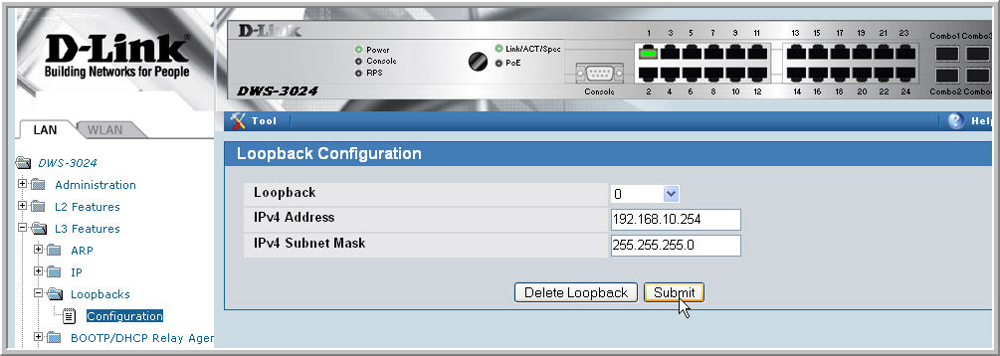 D-Link
Building Networks for People
D-Link
Power
Console
RPS
Link/ACT/Spec
PoE
Console
DWS-3024
1 3 5 7 9 11 13 15 17 19 21 23
2 4 6 8 10 12 14 16 18 20 22 24
Combo1 Combo3
Combo2 Combo4
LAN
WLAN
Tool
Help
DWS-3024
Administration
L2 Features
L3 Features
ARP
IP
Loopbacks
Configuration
BOOTP/DHCP Relay Agen
Loopback Configuration
Loopback 0
IPv4 Address 192.168.10.254
IPv4 Subnet Mask 255.255.255.0
Delete Loopback
Submit